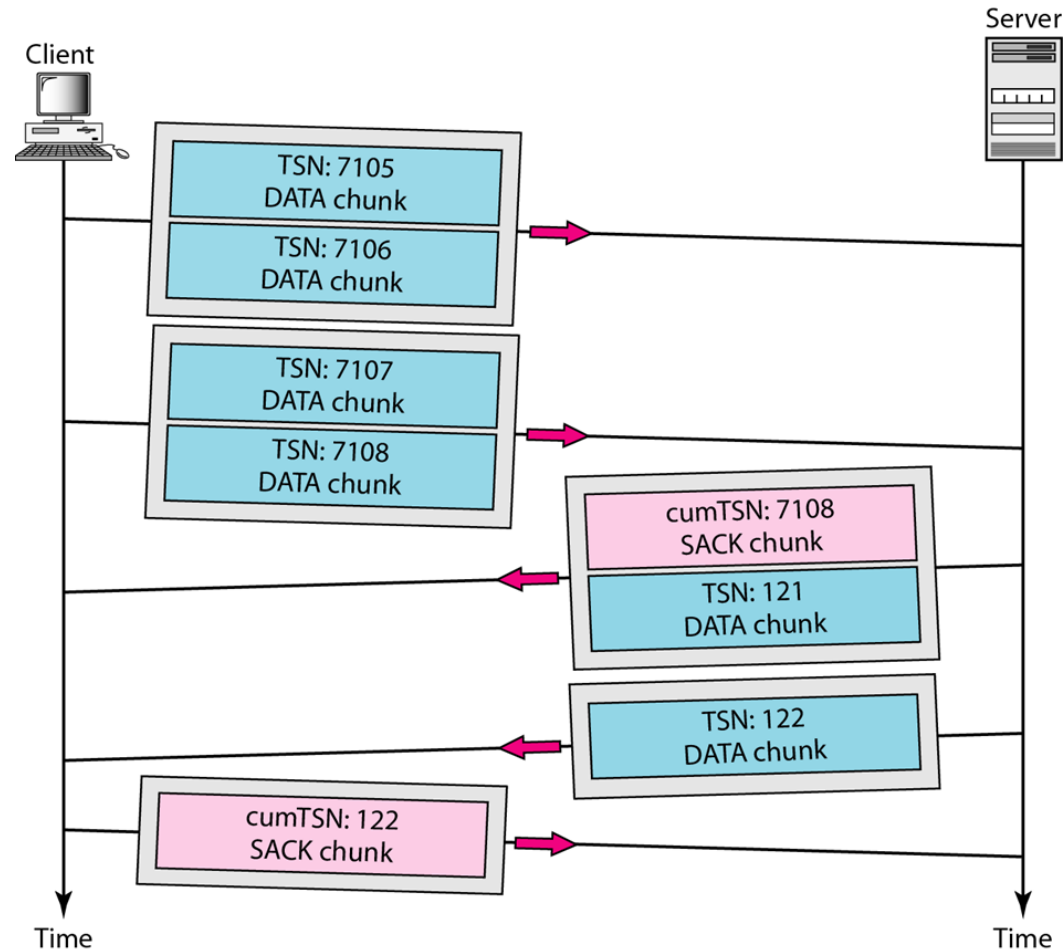 Server
Client
TSN: 7105
DATA chunk
TSN: 7106
DATA chunk
TSN: 7107
DATA chunk
TSN: 7108
DATA chunk
cumTSN: 7108
SACK chunk
TSN: 121
DATA chunk
TSN: 122
DATA chunk
cumTSN: 122
SACK chunk
Time
Time